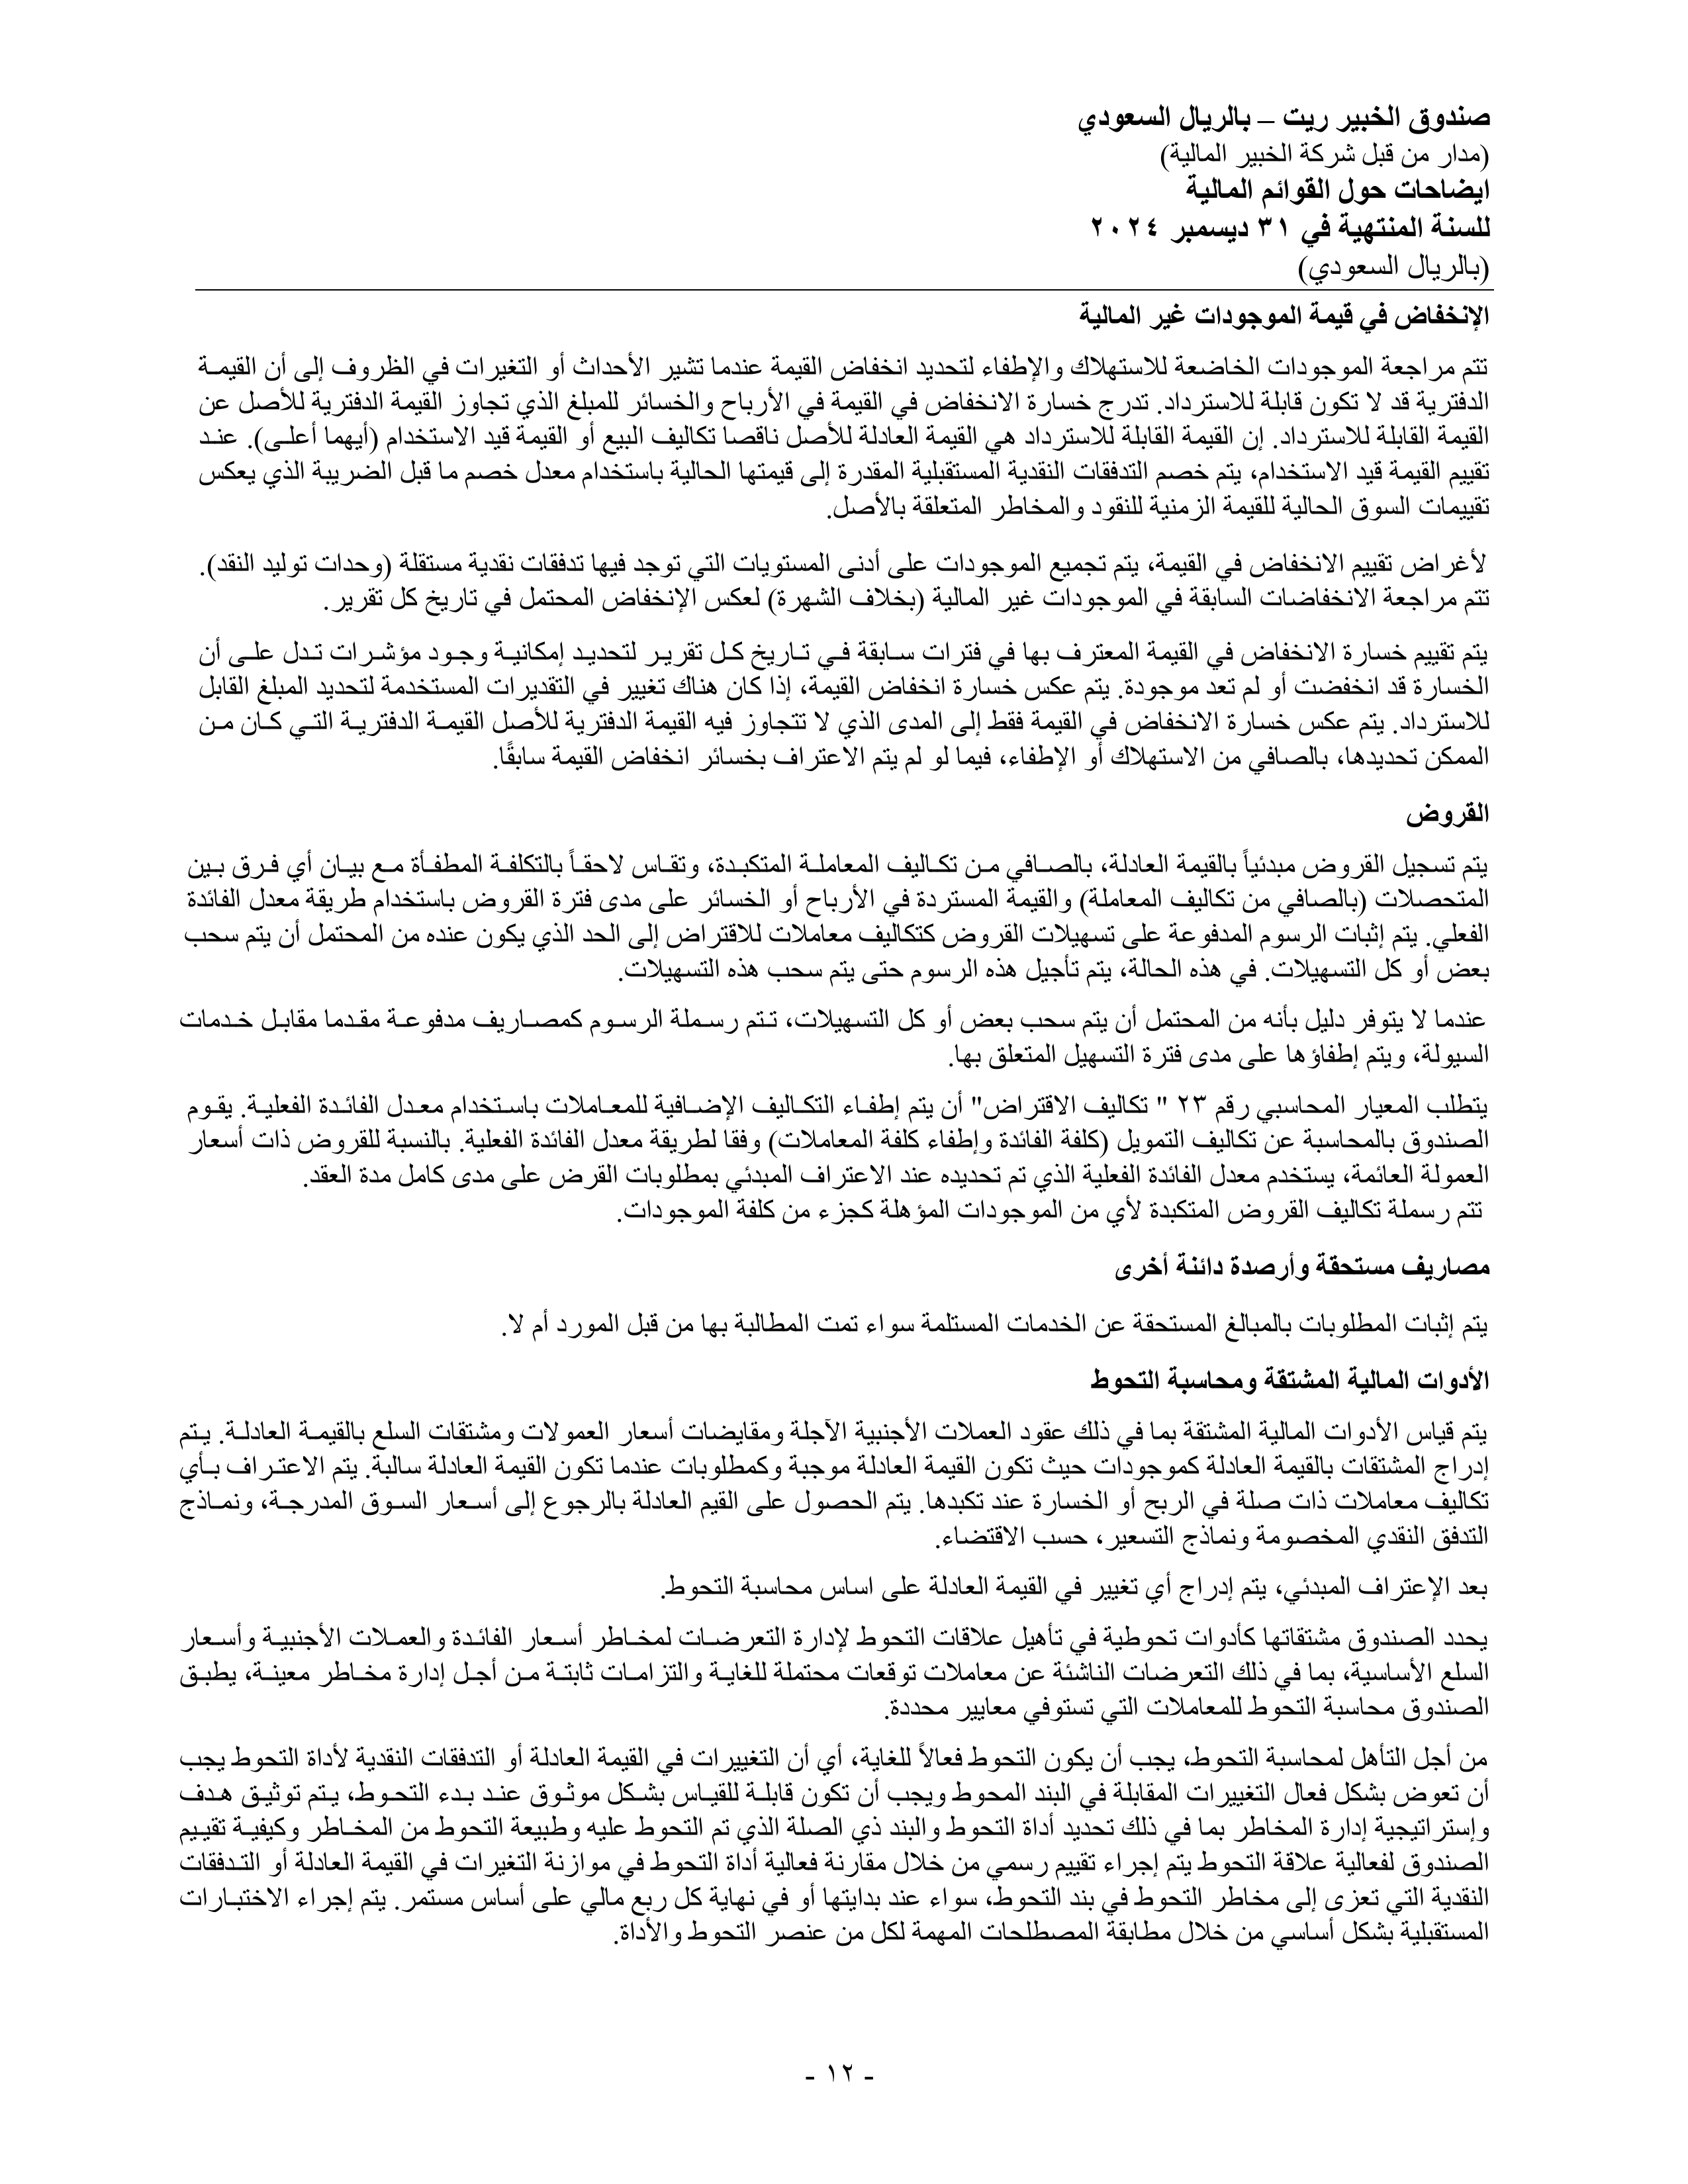 صندوق الخبير ريت – بالريال السعودي
(مدار من قبل شركة الخبير المالية)
ايضاحات حول القوائم المالية
للسنة المنتهية في ٣١ ديسمبر ٢٠٢٤
(بالريال السعودي)
الإنخفاض في قيمة الموجودات غير المالية
تتم مراجعة الموجودات الخاضعة للاستهلاك والإطفاء لتحديد انخفاض القيمة عندما تشير الأحداث أو التغيرات في الظروف إلى أن القيمة
الدفترية قد لا تكون قابلة للاسترداد. تدرج خسارة الانخفاض في القيمة في الأرباح والخسائر للمبلغ الذي تجاوز القيمة الدفترية للأصل عن
القيمة القابلة للاسترداد. إن القيمة القابلة للاسترداد هي القيمة العادلة للأصل ناقصا تكاليف البيع أو القيمة قيد الاستخدام (أيهما أعلى). عند
تقييم القيمة قيد الاستخدام، يتم خصم التدفقات النقدية المستقبلية المقدرة إلى قيمتها الحالية باستخدام معدل خصم ما قبل الضريبة الذي يعكس
تقييمات السوق الحالية للقيمة الزمنية للنقود والمخاطر المتعلقة بالأصل.
لأغراض تقييم الانخفاض في القيمة، يتم تجميع الموجودات على أدنى المستويات التي توجد فيها تدفقات نقدية مستقلة (وحدات توليد النقد).
تتم مراجعة الانخفاضات السابقة في الموجودات غير المالية (بخلاف الشهرة) لعكس الإنخفاض المحتمل في تاريخ كل تقرير.
يتم تقييم خسارة الانخفاض في القيمة المعترف بها في فترات سابقة في تاريخ كل تقرير لتحديد إمكانية وجود مؤشرات تدل على أن
الخسارة قد انخفضت أو لم تعد موجودة. يتم عكس خسارة انخفاض القيمة، إذا كان هناك تغيير في التقديرات المستخدمة لتحديد المبلغ القابل
للاسترداد. يتم عكس خسارة الانخفاض في القيمة فقط إلى المدى الذي لا تتجاوز فيه القيمة الدفترية للأصل القيمة الدفترية التي كان من
الممكن تحديدها، بالصافي من الاستهلاك أو الإطفاء، فيما لو لم يتم الاعتراف بخسائر انخفاض القيمة سابقًا.
القروض
يتم تسجيل القروض مبدئياً بالقيمة العادلة، بالصافي من تكاليف المعاملة المتكبدة، وتقاس لاحقاً بالتكلفة المطفأة مع بيان أي فرق بين
المتحصلات (بالصافي من تكاليف المعاملة) والقيمة المستردة في الأرباح أو الخسائر على مدى فترة القروض باستخدام طريقة معدل الفائدة
الفعلي. يتم إثبات الرسوم المدفوعة على تسهيلات القروض كتكاليف معاملات للاقتراض إلى الحد الذي يكون عنده من المحتمل أن يتم سحب
بعض أو كل التسهيلات. في هذه الحالة، يتم تأجيل هذه الرسوم حتى يتم سحب هذه التسهيلات.
عندما لا يتوفر دليل بأنه من المحتمل أن يتم سحب بعض أو كل التسهيلات، تتم رسملة الرسوم كمصاريف مدفوعة مقدما مقابل خدمات
السيولة، ويتم إطفاؤها على مدى فترة التسهيل المتعلق بها.
يتطلب المعيار المحاسبي رقم ٢٣ " تكاليف الاقتراض" أن يتم إطفاء التكاليف الإضافية للمعاملات باستخدام معدل الفائدة الفعلية. يقوم
الصندوق بالمحاسبة عن تكاليف التمويل (كلفة الفائدة وإطفاء كلفة المعاملات) وفقا لطريقة معدل الفائدة الفعلية. بالنسبة للقروض ذات أسعار
العمولة العائمة، يستخدم معدل الفائدة الفعلية الذي تم تحديده عند الاعتراف المبدئي بمطلوبات القرض على مدى كامل مدة العقد.
تتم رسملة تكاليف القروض المتكبدة لأي من الموجودات المؤهلة كجزء من كلفة الموجودات.
مصاريف مستحقة وأرصدة دائنة أخرى
يتم إثبات المطلوبات بالمبالغ المستحقة عن الخدمات المستلمة سواء تمت المطالبة بها من قبل المورد أم لا.
الأدوات المالية المشتقة ومحاسبة التحوط
يتم قياس الأدوات المالية المشتقة بما في ذلك عقود العملات الأجنبية الآجلة ومقايضات أسعار العمولات ومشتقات السلع بالقيمة العادلة. يتم
إدراج المشتقات بالقيمة العادلة كموجودات حيث تكون القيمة العادلة موجبة وكمطلوبات عندما تكون القيمة العادلة سالبة. يتم الاعتراف بأي
تكاليف معاملات ذات صلة في الربح أو الخسارة عند تكبدها. يتم الحصول على القيم العادلة بالرجوع إلى أسعار السوق المدرجة، ونماذج
التدفق النقدي المخصومة ونماذج التسعير، حسب الاقتضاء.
بعد الإعتراف المبدئي، يتم إدراج أي تغيير في القيمة العادلة على اساس محاسبة التحوط.
يحدد الصندوق مشتقاتها كأدوات تحوطية في تأهيل علاقات التحوط لإدارة التعرضات لمخاطر أسعار الفائدة والعملات الأجنبية وأسعار
السلع الأساسية، بما في ذلك التعرضات الناشئة عن معاملات توقعات محتملة للغاية والتزامات ثابتة من أجل إدارة مخاطر معينة، يطبق
الصندوق محاسبة التحوط للمعاملات التي تستوفي معايير محددة.
من أجل التأهل لمحاسبة التحوط، يجب أن يكون التحوط فعالاً للغاية، أي أن التغييرات في القيمة العادلة أو التدفقات النقدية لأداة التحوط يجب
أن تعوض بشكل فعال التغييرات المقابلة في البند المحوط ويجب أن تكون قابلة للقياس بشكل موثوق عند بدء التحوط، يتم توثيق هدف
وإستراتيجية إدارة المخاطر بما في ذلك تحديد أداة التحوط والبند ذي الصلة الذي تم التحوط عليه وطبيعة التحوط من المخاطر وكيفية تقييم
الصندوق لفعالية علاقة التحوط يتم إجراء تقييم رسمي من خلال مقارنة فعالية أداة التحوط في موازنة التغيرات في القيمة العادلة أو التدفقات
النقدية التي تعزى إلى مخاطر التحوط في بند التحوط، سواء عند بدايتها أو في نهاية كل ربع مالي على أساس مستمر. يتم إجراء الاختبارات
المستقبلية بشكل أساسي من خلال مطابقة المصطلحات المهمة لكل من عنصر التحوط والأداة.
- ١٢ -